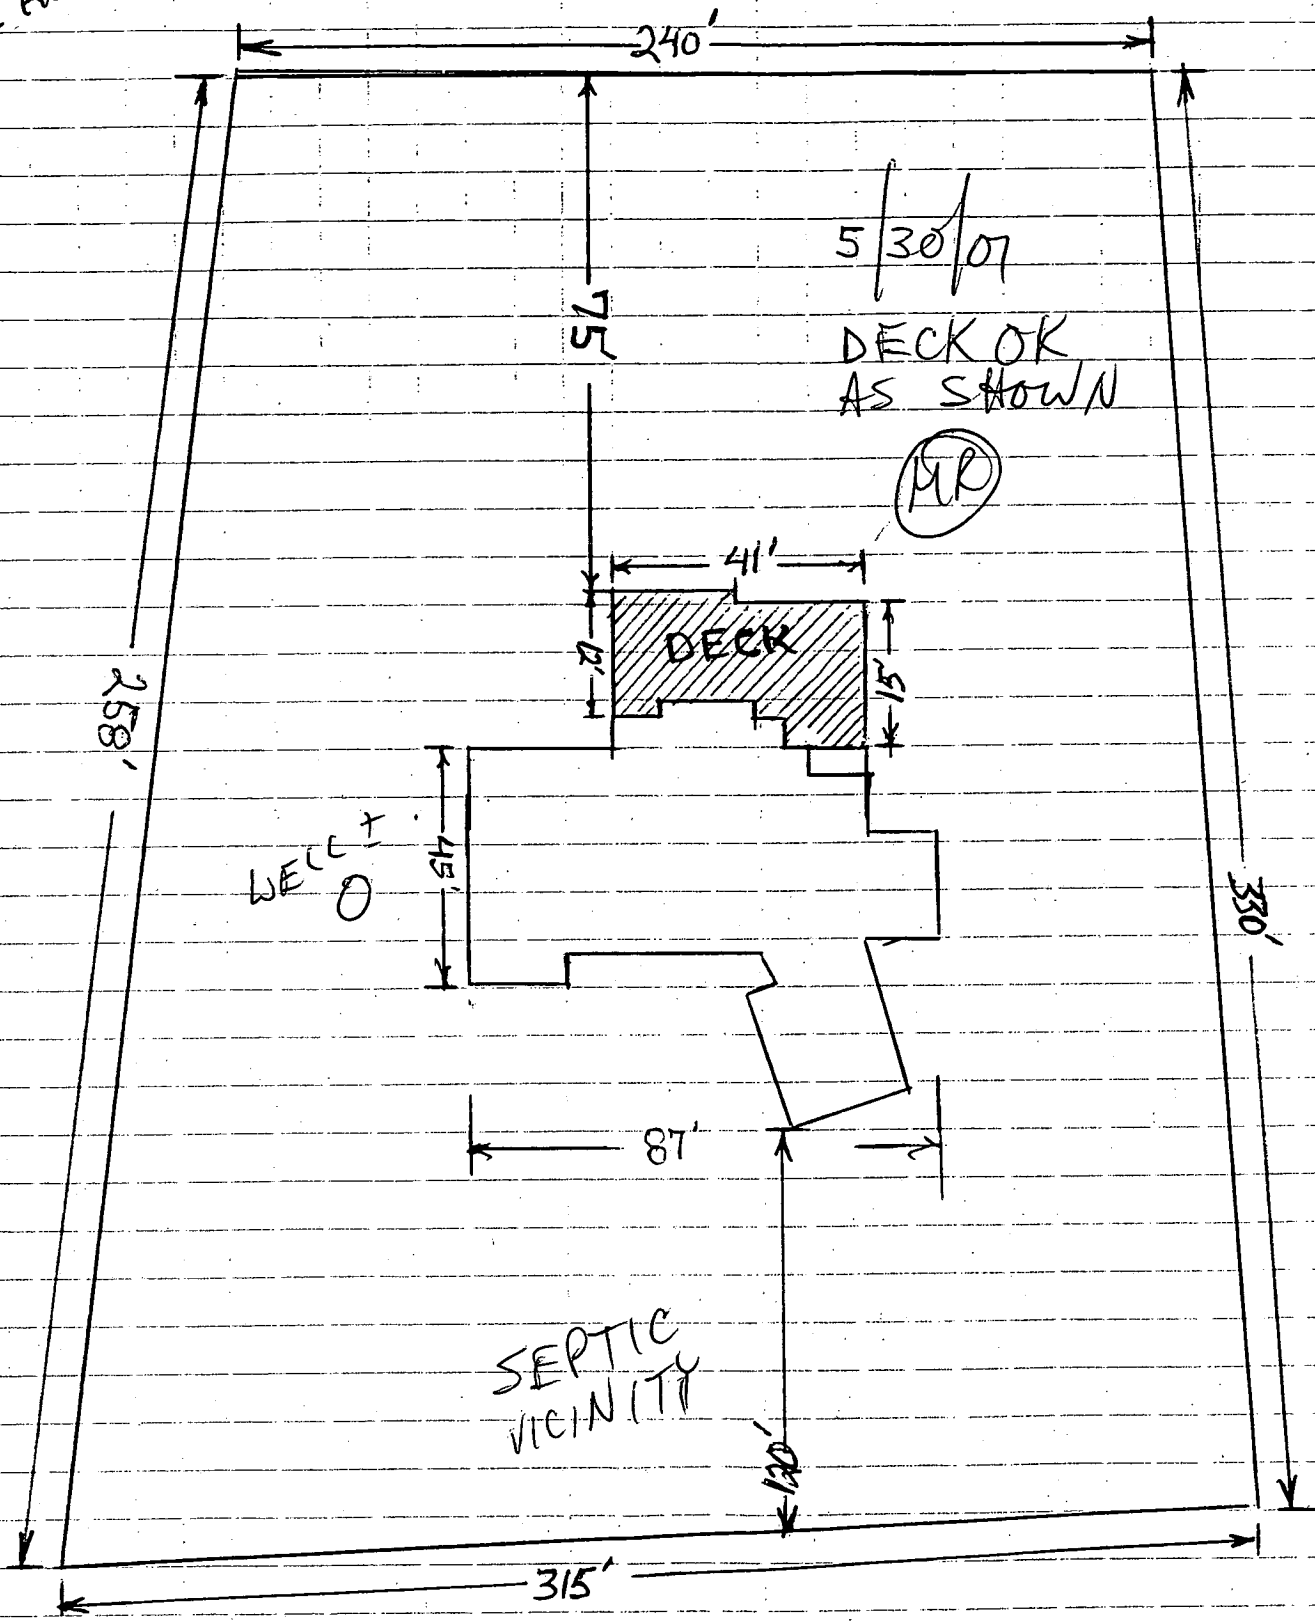 240'
5/30/07
75'
DECK OK
AS SHOWN
MR
41'
DECK
12'
15'
258'
WELL ±
45'
330'
87'
SEPTIC
VICINITY
120'
315'